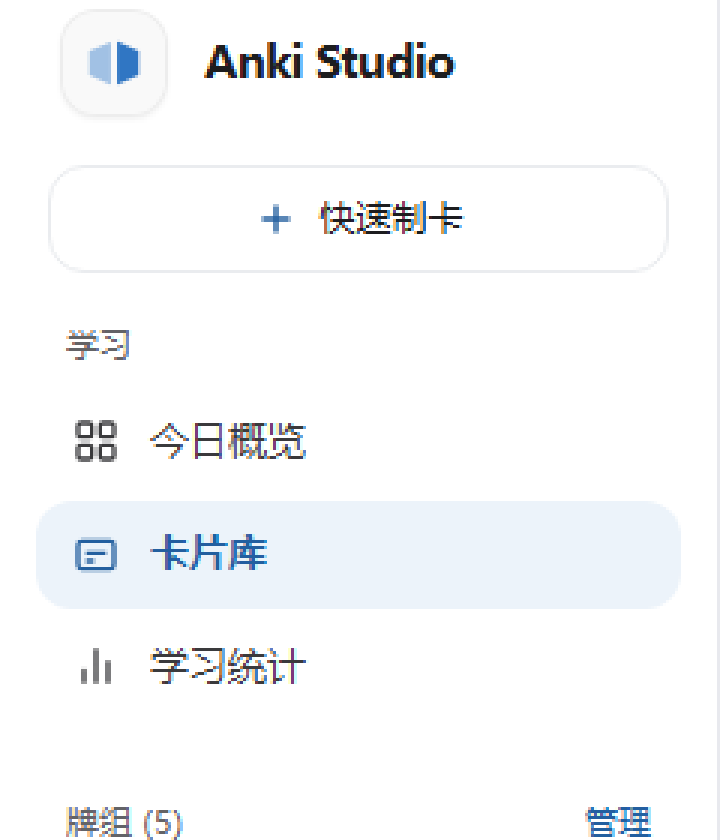 Anki Studio
+ 快速制卡
学习
今日概览
卡片库
学习统计
牌组 (5) 管理